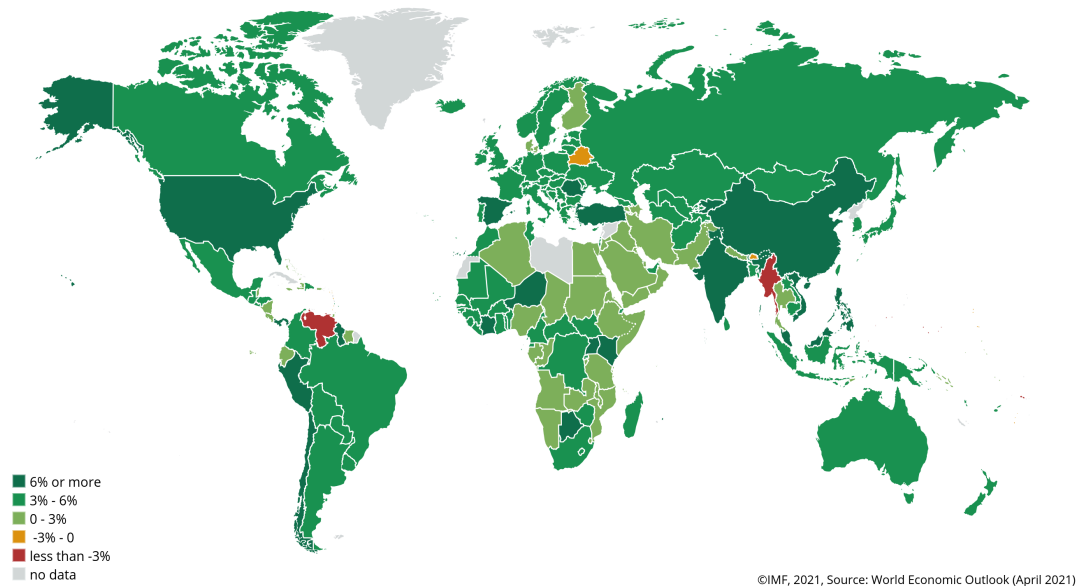 6% or more
3% - 6%
0 - 3%
-3% - 0
less than -3%
no data
©IMF, 2021, Source: World Economic Outlook (April 2021)